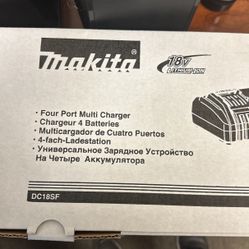 makita
18V
LITHIUM-ION
• Four Port Multi Charger
• Chargeur 4 Batteries
• Multicargador de Cuatro Puertos
• 4-fach-Ladestation
• Универсальное Зарядное Устройство
На Четыре Аккумулятора
DC18SF